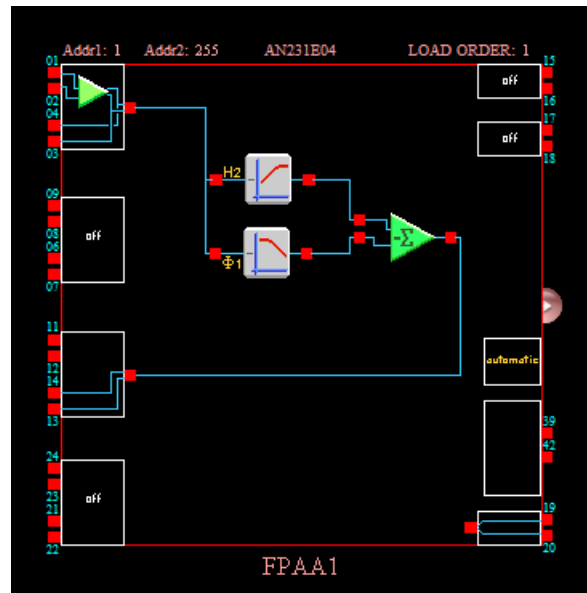 Addr1: 1 Addr2: 255 AN231E04 LOAD ORDER: 1
01
15
off
02
04
16
17
off
03
18
H2
09
-Σ
08
06
off
Φ1
07
11
automatic
12
14
13
39
42
24
off
23
21
19
22
20
FPAA1